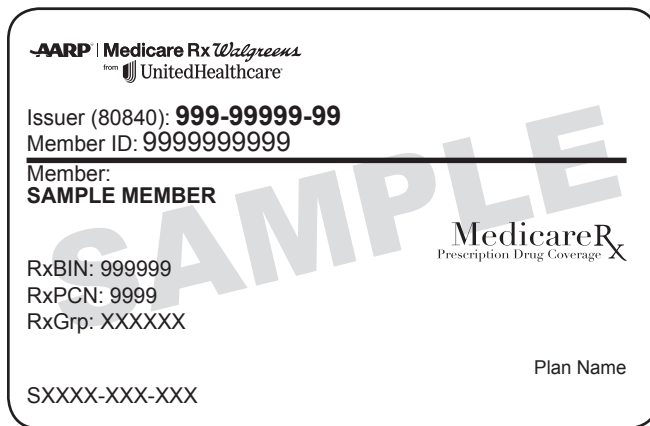 AARP | Medicare Rx Walgreens
from UnitedHealthcare
Issuer (80840): 999-99999-99
Member ID: 9999999999
Member:
SAMPLE MEMBER
SAMPLE
MedicareRx
Prescription Drug Coverage
RxBIN: 999999
RxPCN: 9999
RxGrp: XXXXXX
Plan Name
SXXXX-XXX-XXX